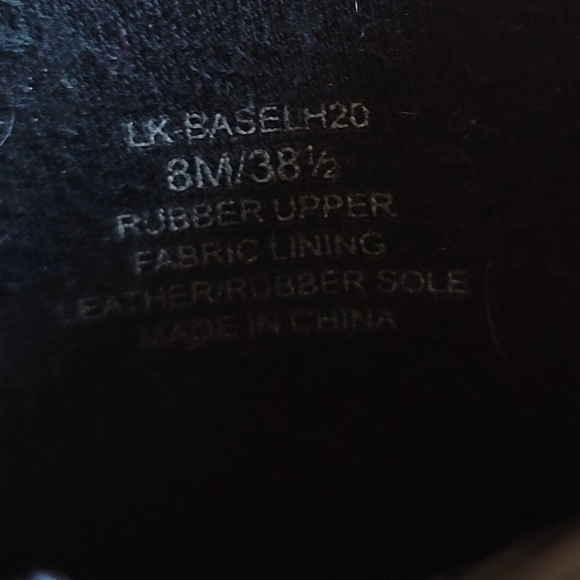 LK-BASELH20
8M/38½
RUBBER UPPER
FABRIC LINING
LEATHER/RUBBER SOLE
MADE IN CHINA